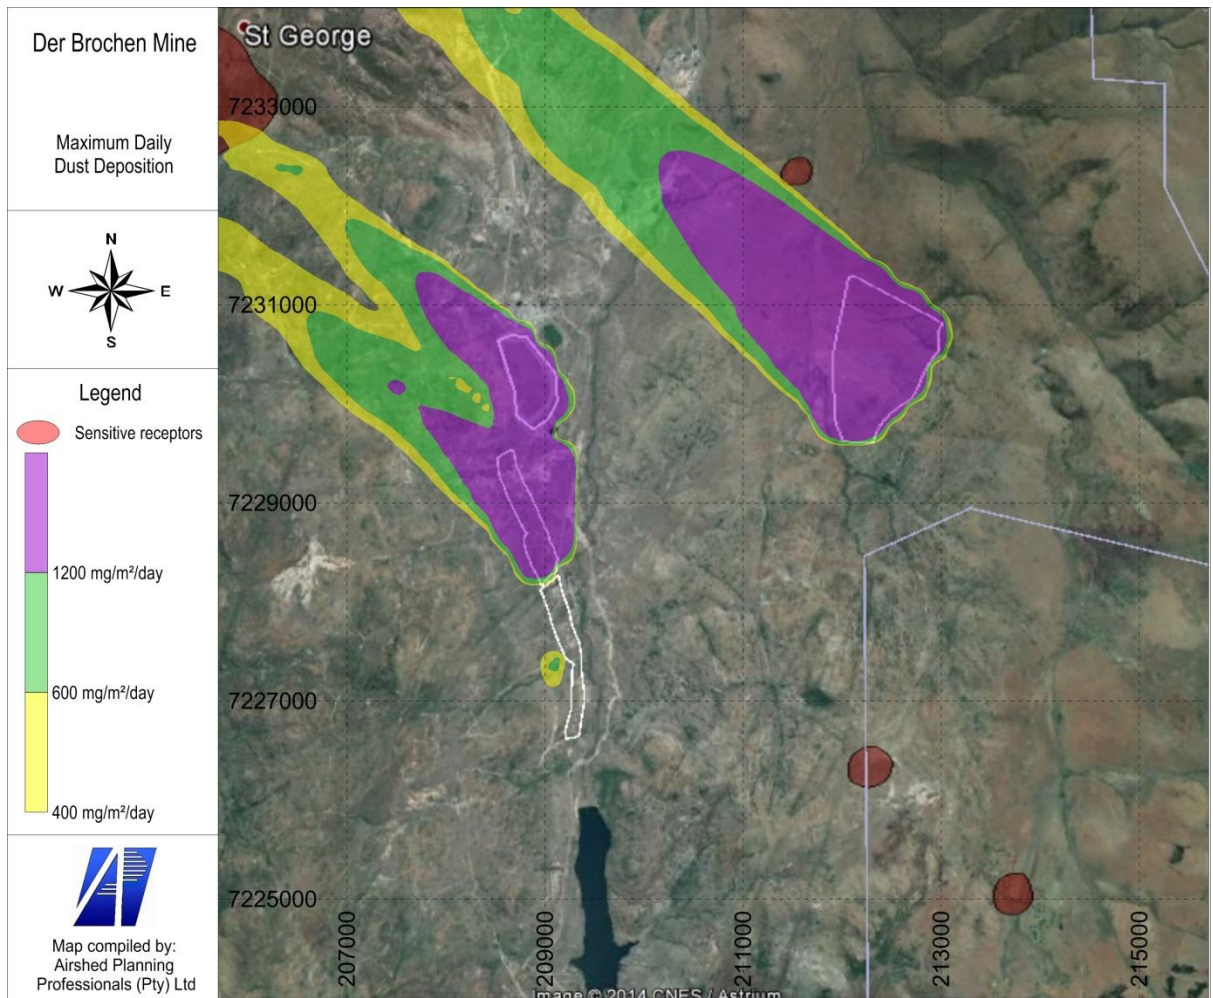 Der Brochen Mine
Maximum Daily
Dust Deposition
N
W E
S
Legend
Sensitive receptors
1200 mg/m²/day
600 mg/m²/day
400 mg/m²/day
Map compiled by:
Airshed Planning
Professionals (Pty) Ltd
St George
7233000
7231000
7229000
7227000
7225000
207000
209000
211000
213000
215000
Image © 2014 CNES / Astrium